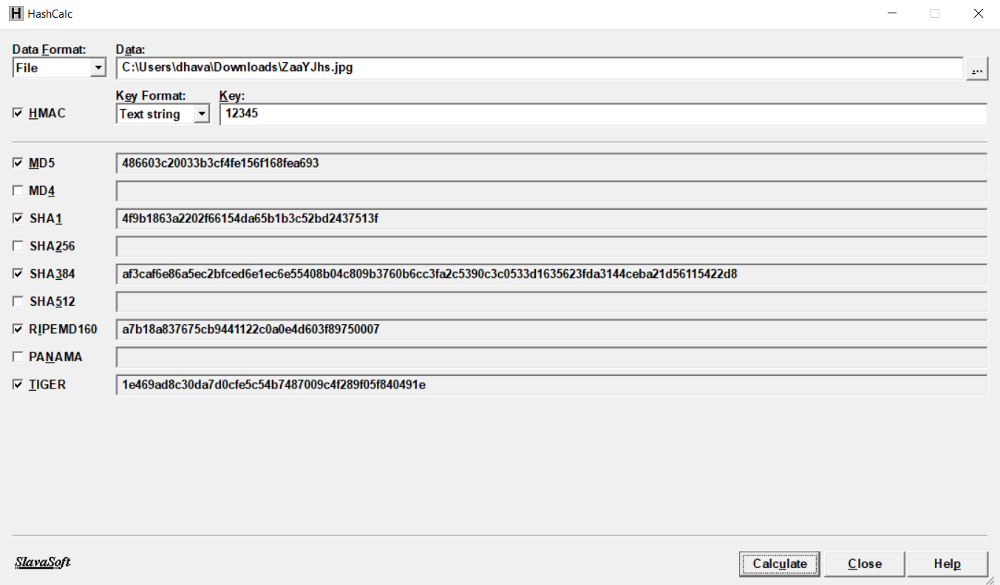 HashCalc
Data Format: Data:
File C:\Users\dhava\Downloads\ZaaYJhs.jpg ...
Key Format: Key:
HMAC Text string 12345
MD5 486603c20033b3cf4fe156f168fea693
MD4
SHA1 4f9b1863a2202f66154da65b1b3c52bd2437513f
SHA256
SHA384 af3caf6e86a5ec2bfced6e1ec6e55408b04c809b3760b6cc3fa2c5390c3c0533d1635623fda3144ceba21d56115422d8
SHA512
RIPEMD160 a7b18a837675cb9441122c0a0e4d603f89750007
PANAMA
TIGER 1e469ad8c30da7d0cfe5c54b7487009c4f289f05f840491e
SlavaSoft Calculate Close Help